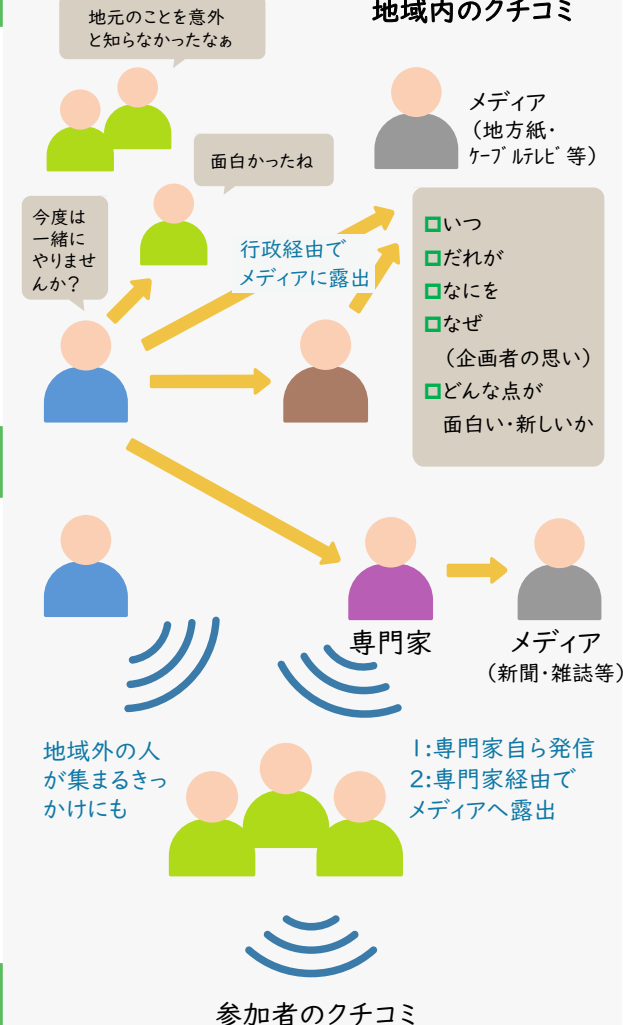 地域内のクチコミ
地元のことを意外
と知らなかったなぁ
メディア
（地方紙・
ｹｰﾌﾞﾙﾃﾚﾋﾞ等）
面白かったね
今度は
一緒に
やりませ
んか？
行政経由で
メディアに露出
いつ
だれが
なにを
なぜ
（企画者の思い）
どんな点が
面白い・新しいか
専門家
メディア
（新聞・雑誌等）
地域外の人
が集まるきっ
かけにも
1:専門家自ら発信
2:専門家経由で
メディアへ露出
参加者のクチコミ